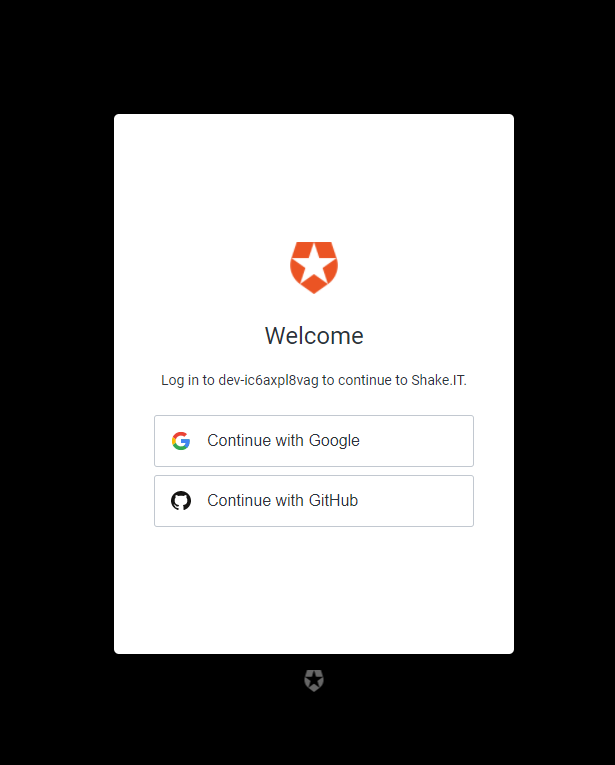 Welcome
Log in to dev-ic6axpl8vag to continue to Shake.IT.
Continue with Google
Continue with GitHub